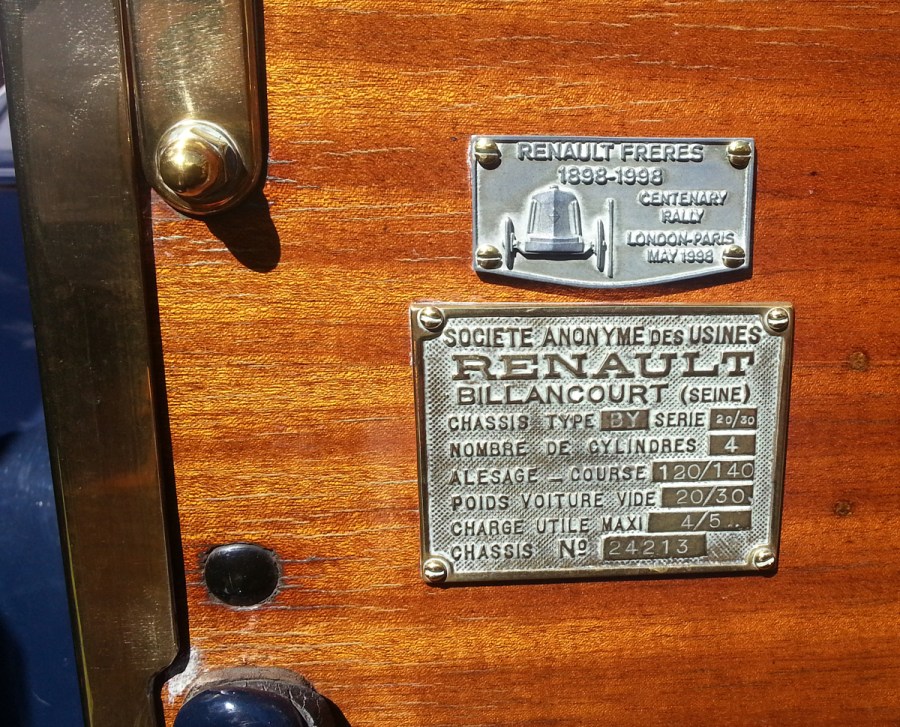 RENAULT FRERES
1898-1998
CENTENARY
RALLY
LONDON-PARIS
MAY 1998
SOCIETE ANONYME DES USINES
RENAULT
BILLANCOURT (SEINE)
CHASSIS TYPE BY SERIE 20/30
NOMBRE DE CYLINDRES 4
ALESAGE _ COURSE 120/140
POIDS VOITURE VIDE 20/30
CHARGE UTILE MAXI 4/5..
CHASSIS Nº 24213